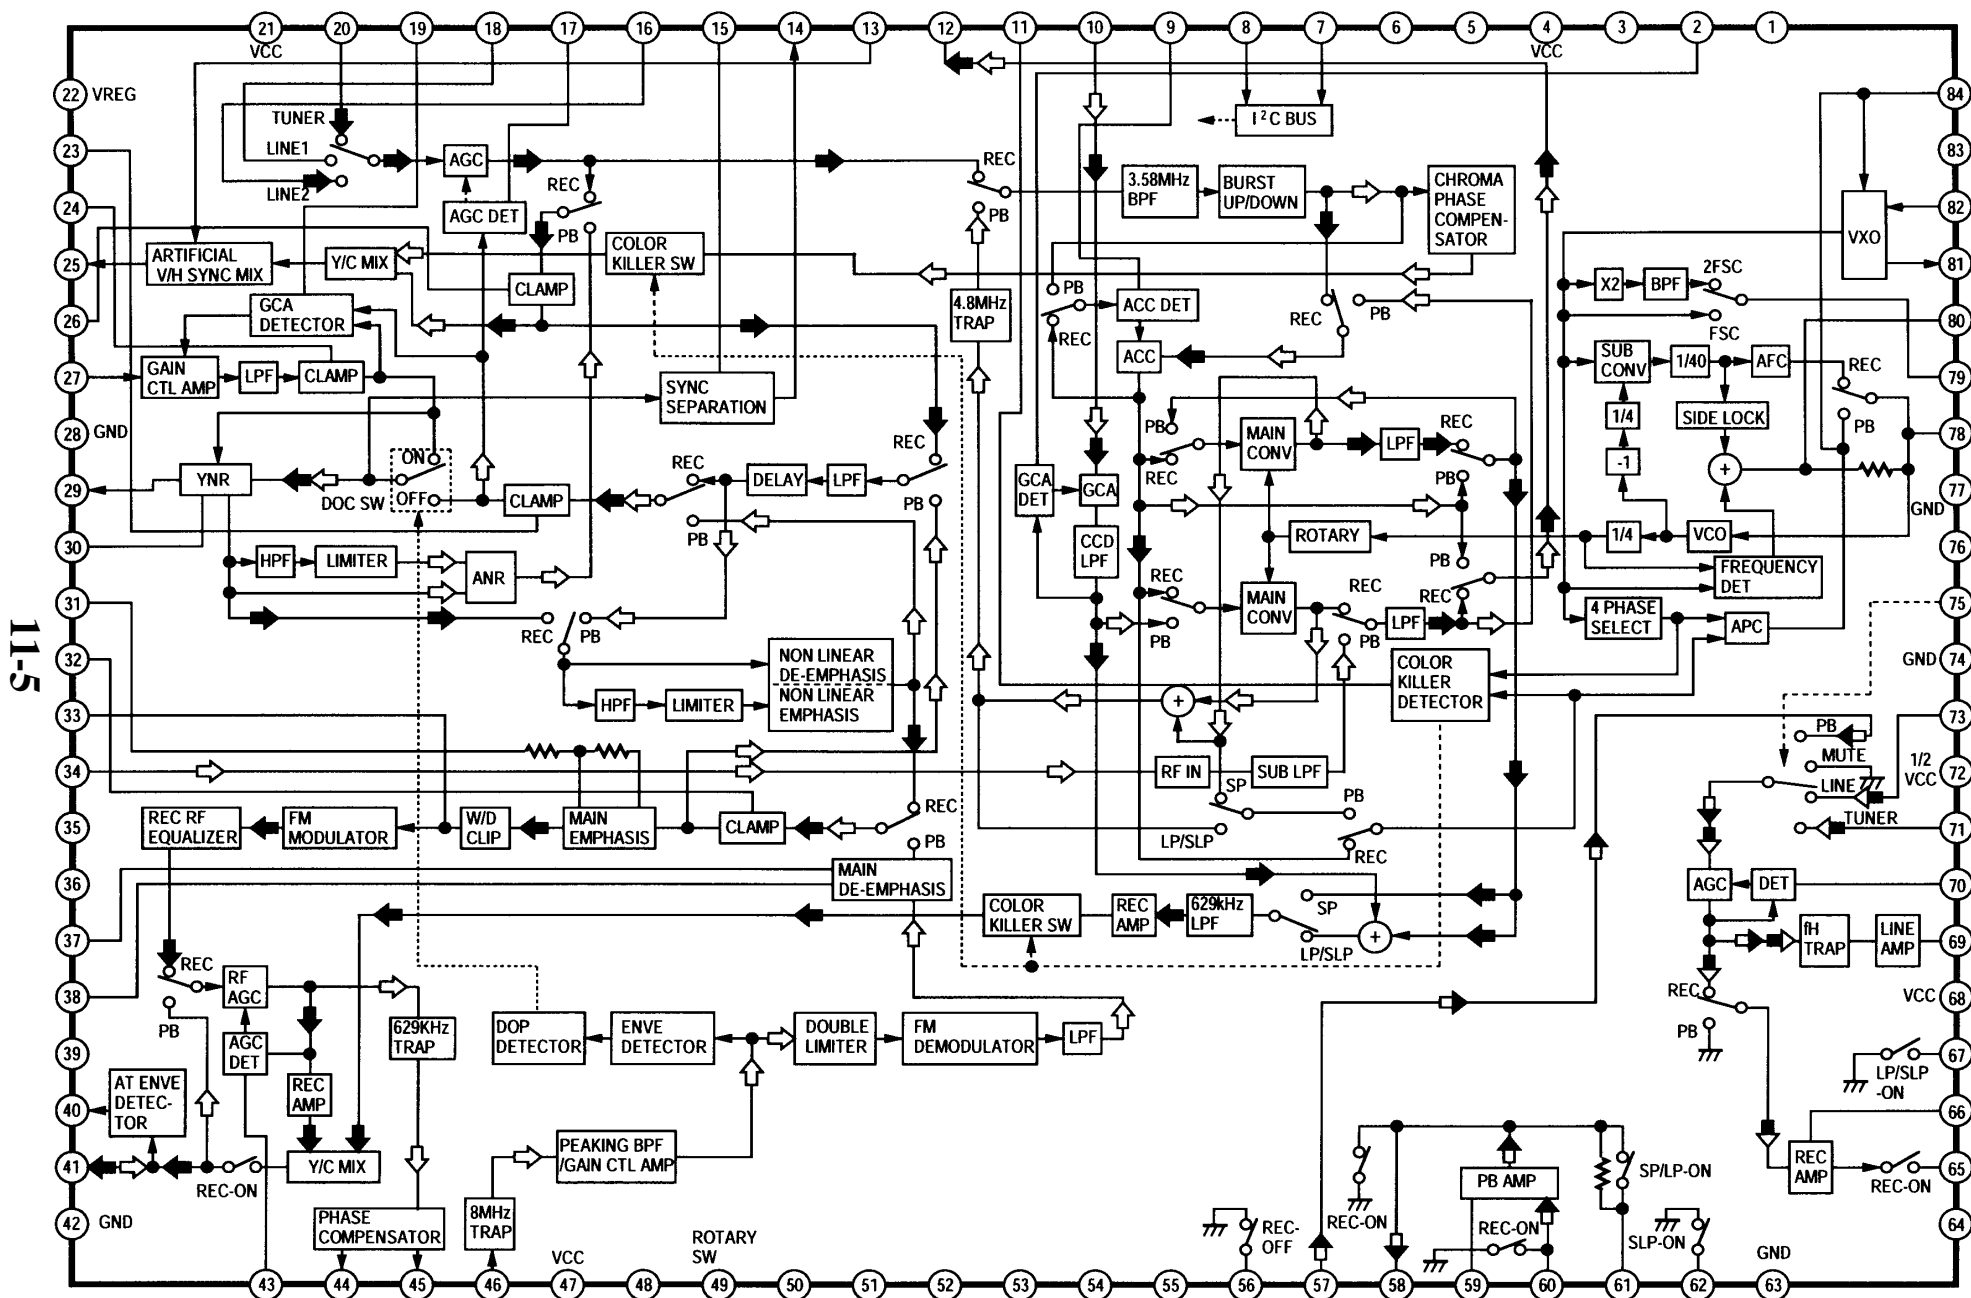 21 20 19 18 17 16 15 14 13 12 11 10 9 8 7 6 5 4 3 2 1
VCC
VCC
22 VREG
84
TUNER
I²C BUS
23
LINE1
AGC
REC
83
REC
3.58MHz
BPF
BURST
UP/DOWN
CHROMA
PHASE
COMPEN-
SATOR
LINE2
24
AGC DET
PB
PB
82
VXO
ARTIFICIAL
V/H SYNC MIX
Y/C MIX
COLOR
KILLER SW
25
81
CLAMP
4.8MHz
TRAP
PB
ACC DET
X2
BPF
2FSC
GCA
DETECTOR
26
REC
REC
PB
FSC
80
ACC
GAIN
CTL AMP
LPF
CLAMP
27
SYNC
SEPARATION
SUB
CONV
1/40
AFC
REC
79
1/4
SIDE LOCK
PB
28 GND
ON
REC
PB
REC
MAIN
CONV
LPF
REC
78
YNR
DOC SW
OFF
CLAMP
REC
DELAY
LPF
PB
GCA
DET
GCA
PB
-1
+
77
GND
29
PB
CCD
LPF
ROTARY
1/4
VCO
30
76
HPF
LIMITER
ANR
PB
FREQUENCY
DET
REC
PB
MAIN
CONV
REC
PB
LPF
REC
4 PHASE
SELECT
APC
31
75
REC
PB
11-5
32
NON LINEAR
DE-EMPHASIS
NON LINEAR
EMPHASIS
HPF
LIMITER
COLOR
KILLER
DETECTOR
GND 74
+
33
73
PB
MUTE
34
RF IN
SUB LPF
1/2
VCC
72
SP
LINE
TUNER
35
REC RF
EQUALIZER
FM
MODULATOR
W/D
CLIP
MAIN
EMPHASIS
CLAMP
REC
PB
LP/SLP
PB
REC
71
36
MAIN
DE-EMPHASIS
AGC
DET
70
37
COLOR
KILLER SW
REC
AMP
629kHz
LPF
SP
LP/SLP
+
fH
TRAP
LINE
AMP
69
38
REC
PB
RF
AGC
REC
PB
VCC 68
39
AGC
DET
629KHz
TRAP
DOP
DETECTOR
ENVE
DETECTOR
DOUBLE
LIMITER
FM
DEMODULATOR
LPF
67
LP/SLP
-ON
40
AT ENVE
DETEC-
TOR
REC
AMP
66
41
REC-ON
Y/C MIX
PEAKING BPF
/GAIN CTL AMP
REC-ON
PB AMP
SP/LP-ON
REC
AMP
REC-ON
65
42 GND
PHASE
COMPENSATOR
8MHz
TRAP
ROTARY
SW
REC-
OFF
REC-ON
SLP-ON
64
VCC
GND
43 44 45 46 47 48 49 50 51 52 53 54 55 56 57 58 59 60 61 62 63